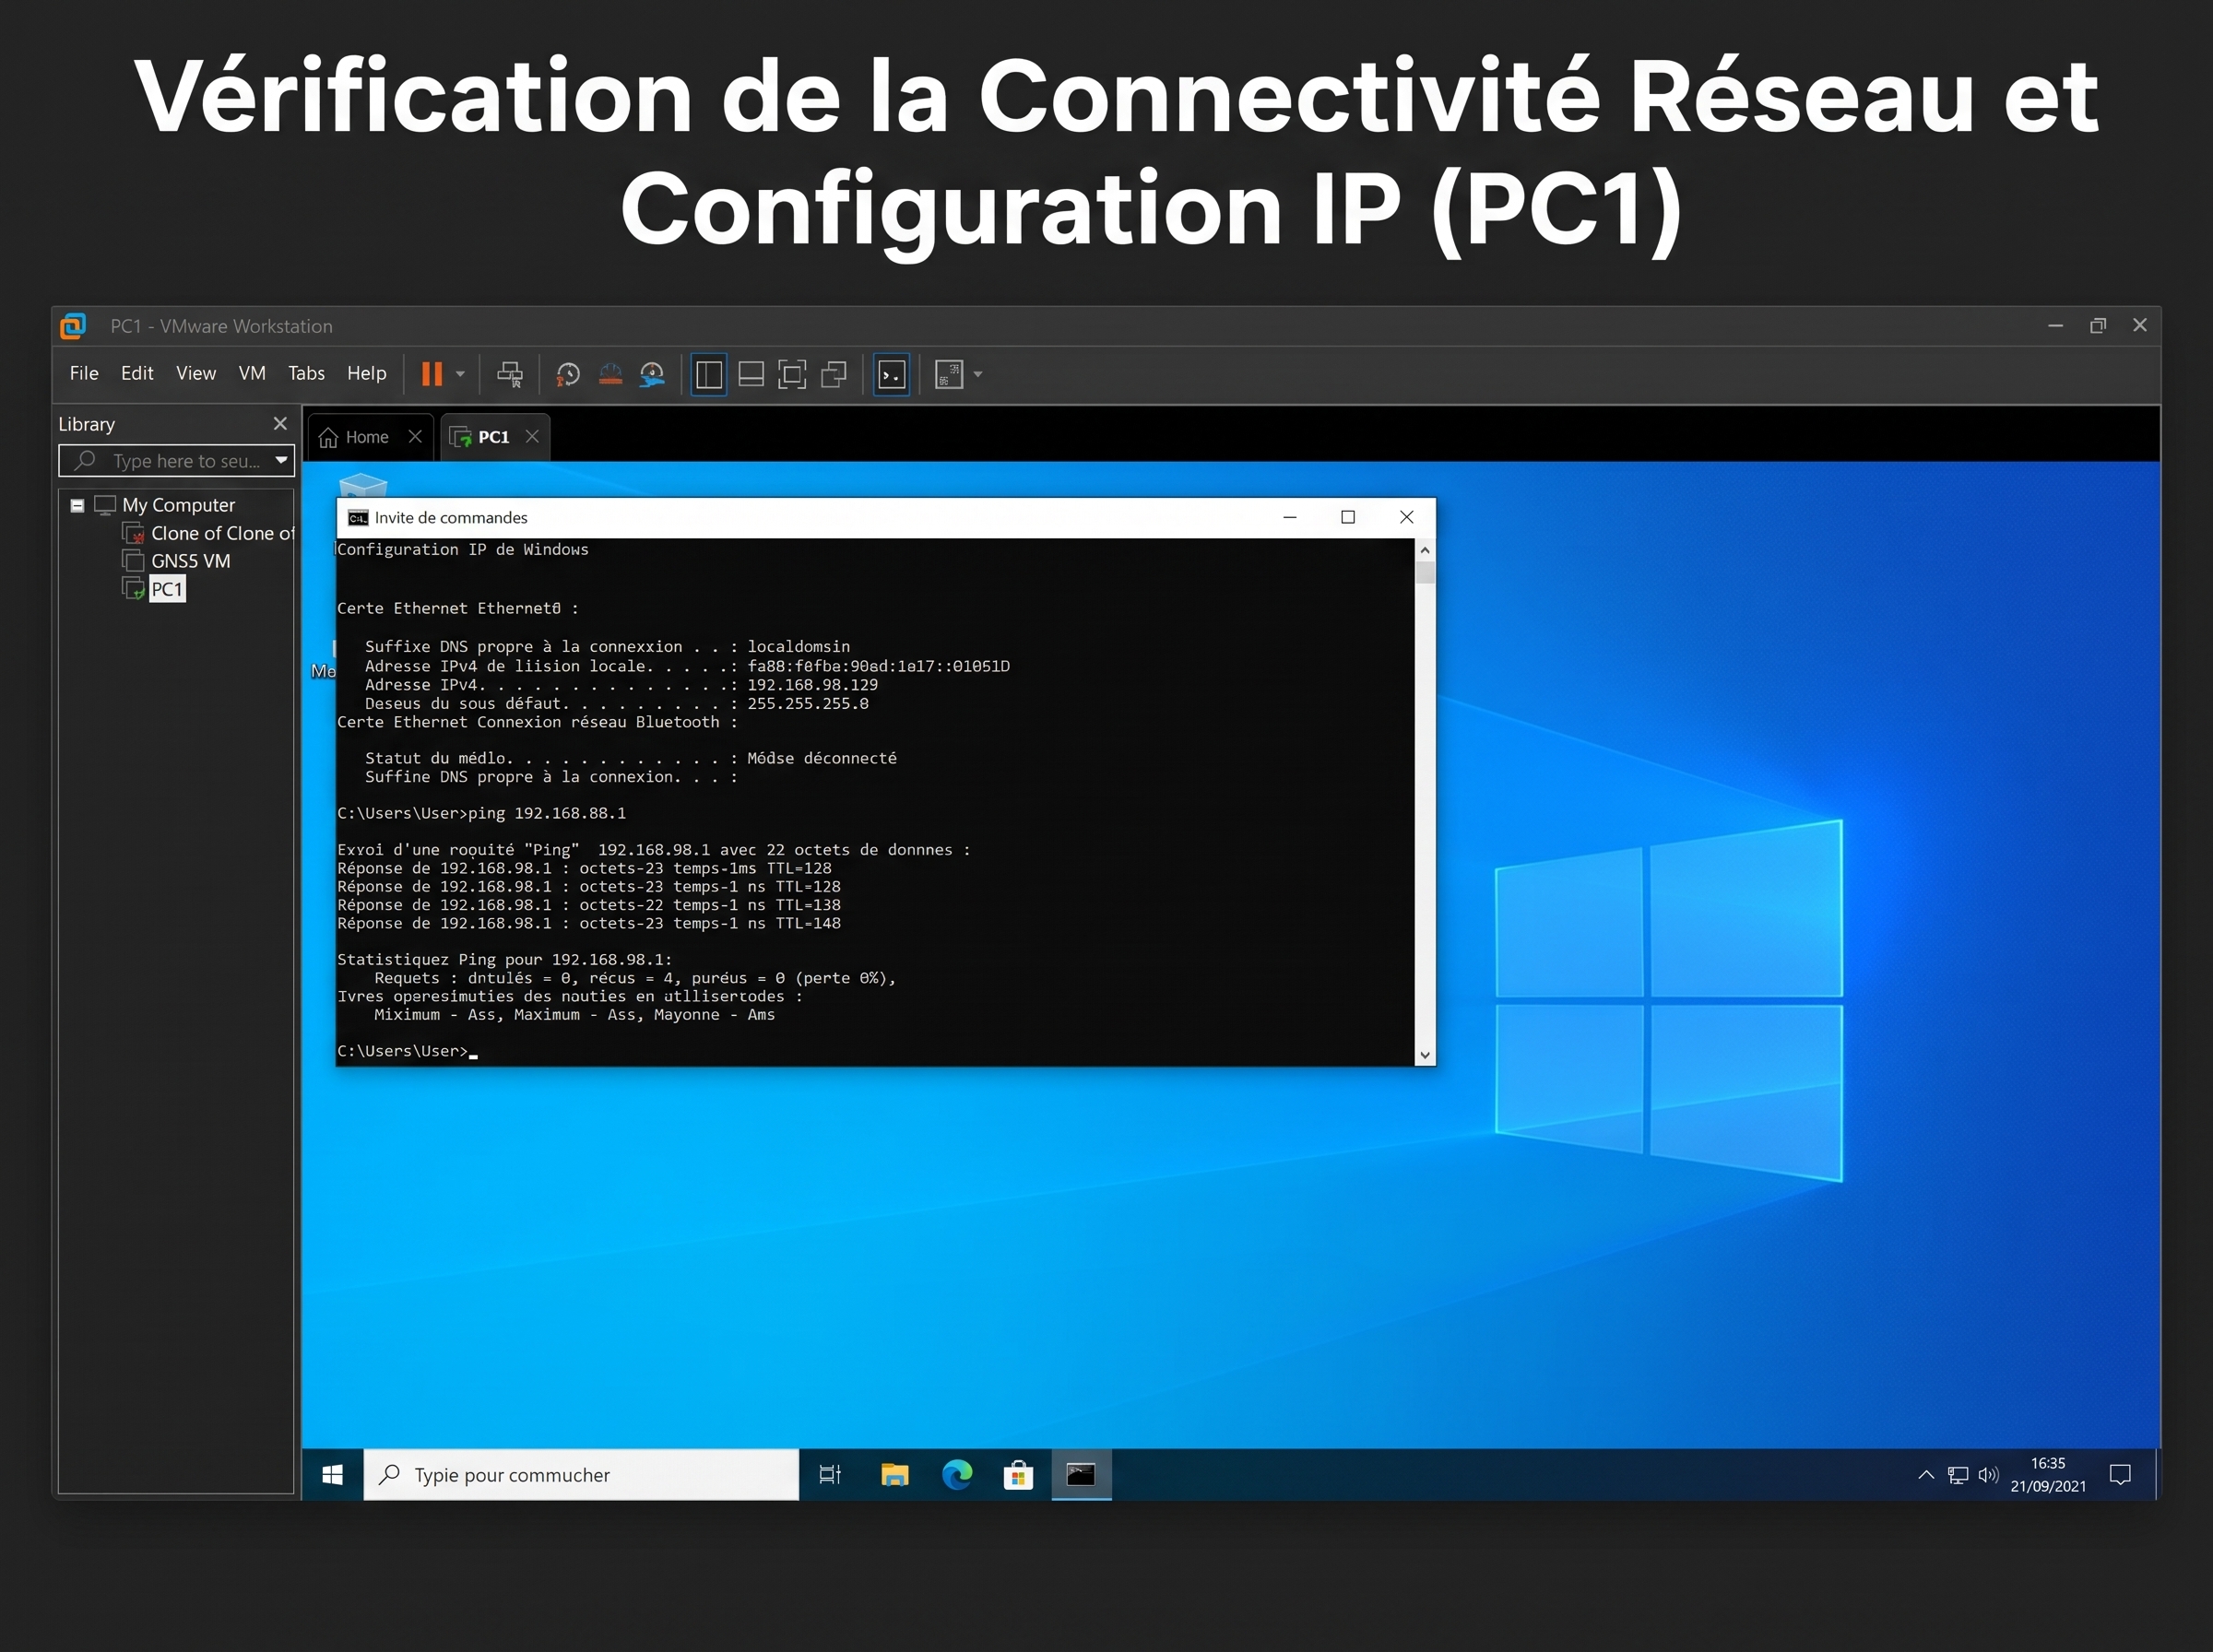 Vérification de la Connectivité Réseau et
Configuration IP (PC1)
PC1 - VMware Workstation
File Edit View VM Tabs Help
Library
Home
PC1
Type here to seu...
My Computer
Clone of Clone of
GNS5 VM
PC1
Me
Invite de commandes
Configuration IP de Windows
Certe Ethernet Ethernet0 :
Suffixe DNS propre à la connexxion . . : localdomsin
Adresse IPv4 de liision locale. . . . .: fa88:f0fba:90ad:1a17::01051D
Adresse IPv4. . . . . . . . . . . . . .: 192.168.98.129
Deseus du sous défaut. . . . . . . . . : 255.255.255.8
Certe Ethernet Connexion réseau Bluetooth :
Statut du médlo. . . . . . . . . . . . : Módse déconnecté
Suffine DNS propre à la connexion. . . :
C:\Users\User>ping 192.168.88.1
Exvoi d'une roquité "Ping" 192.168.98.1 avec 22 octets de donnnes :
Réponse de 192.168.98.1 : octets-23 temps-1ms TTL=128
Réponse de 192.168.98.1 : octets-23 temps-1 ns TTL=128
Réponse de 192.168.98.1 : octets-22 temps-1 ns TTL=138
Réponse de 192.168.98.1 : octets-23 temps-1 ns TTL=148
Statistiquez Ping pour 192.168.98.1:
Requets : dntulés = 0, récus = 4, puréus = 0 (perte 0%),
Ivres operesimuties des nauties en utllisertodes :
Miximum - Ass, Maximum - Ass, Mayonne - Ams
C:\Users\User>
Typie pour commucher
16:35
21/09/2021